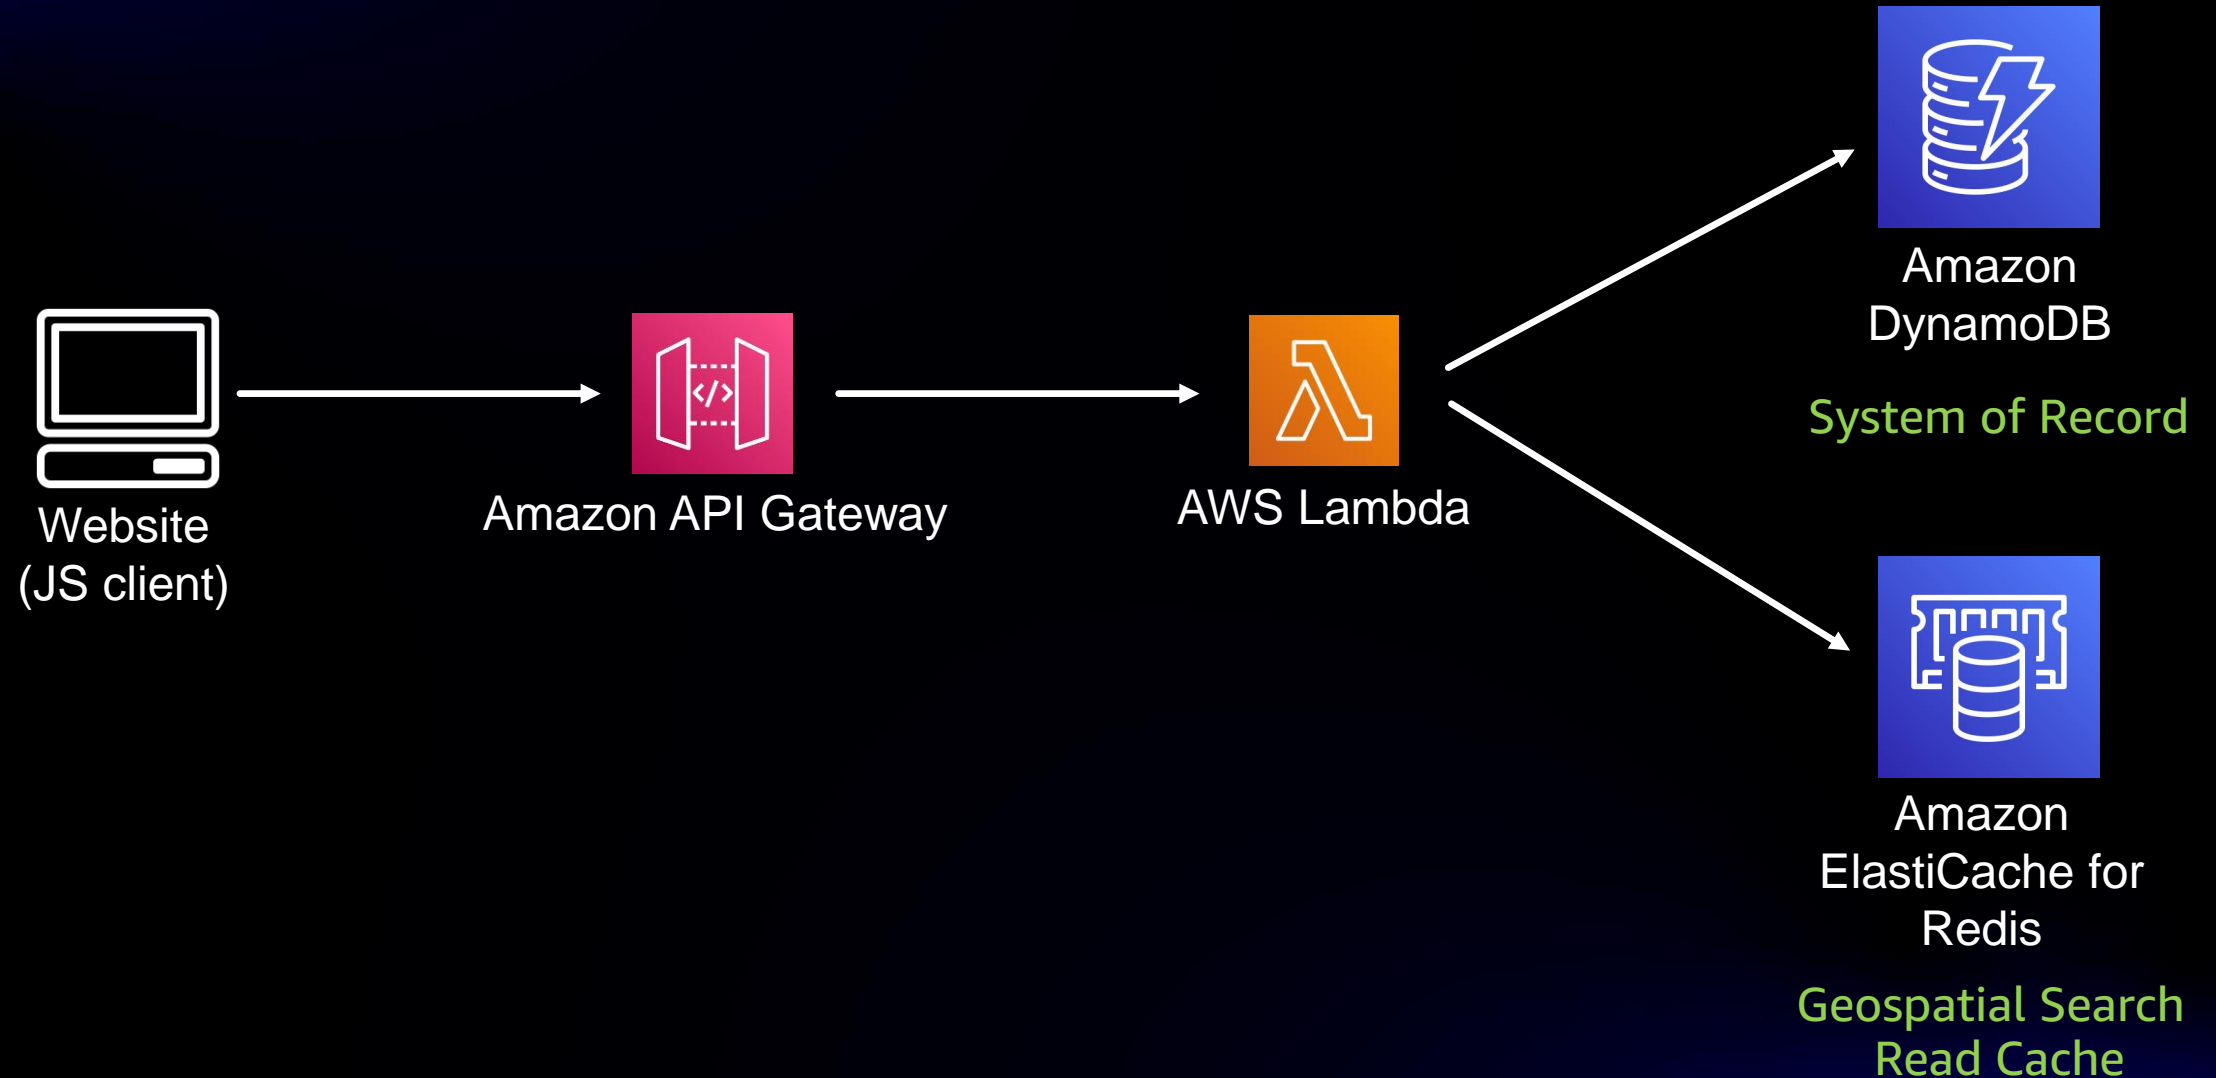 Website
(JS client)
</>
Amazon API Gateway
AWS Lambda
Amazon
DynamoDB
System of Record
Amazon
ElastiCache for
Redis
Geospatial Search
Read Cache